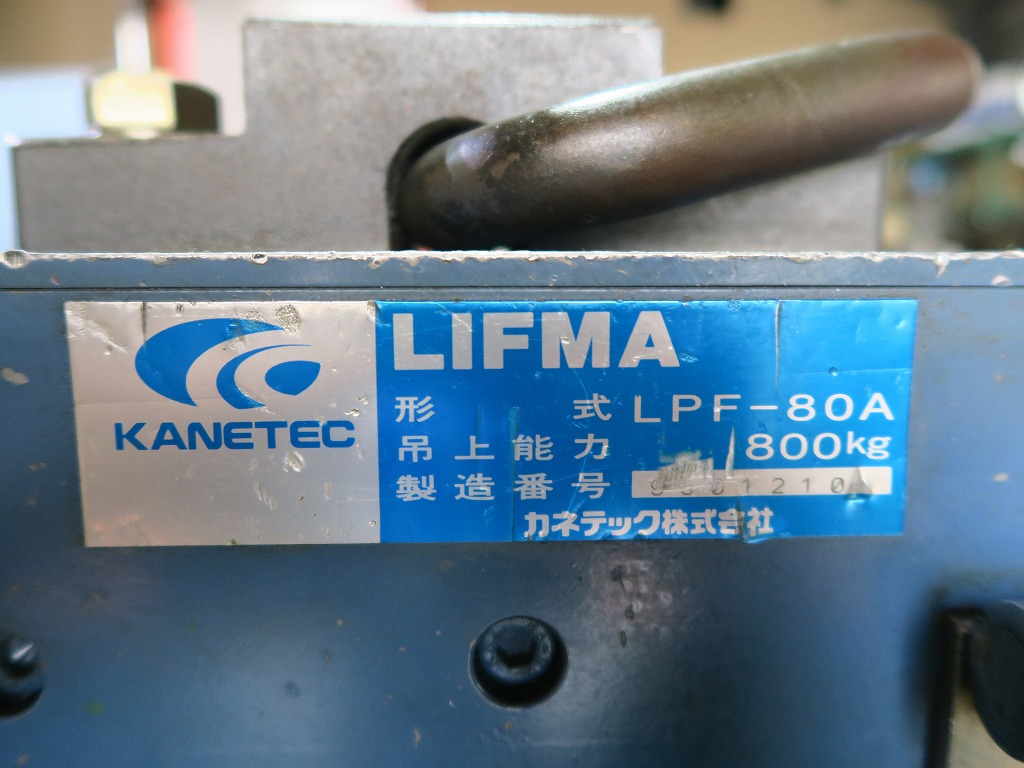 KANETEC
LIFMA
形式 LPF-80A
吊上能力 800kg
製造番号
カネテック株式会社